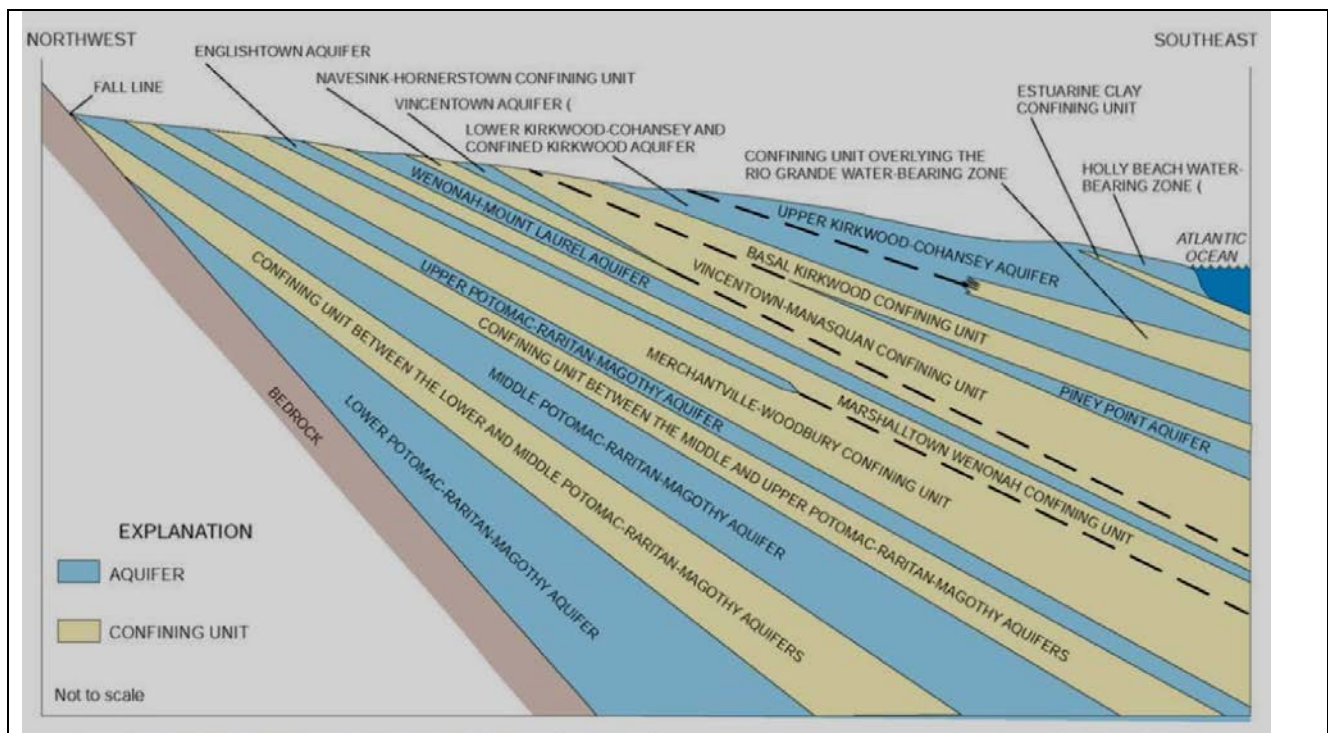 NORTHWEST
SOUTHEAST
ENGLISHTOWN AQUIFER
NAVESINK-HORNERSTOWN CONFINING UNIT
FALL LINE
VINCENTOWN AQUIFER (
LOWER KIRKWOOD-COHANSEY AND
CONFINED KIRKWOOD AQUIFER
ESTUARINE CLAY
CONFINING UNIT
CONFINING UNIT OVERLYING THE
RIO GRANDE WATER-BEARING ZONE
HOLLY BEACH WATER-
BEARING ZONE (
ATLANTIC
OCEAN
UPPER KIRKWOOD-COHANSEY AQUIFER
BASAL KIRKWOOD CONFINING UNIT
VINCENTOWN-MANASQUAN CONFINING UNIT
PINEY POINT AQUIFER
WENONAH-MOUNT LAUREL AQUIFER
MARSHALLTOWN WENONAH CONFINING UNIT
MERCHANTVILLE-WOODBURY CONFINING UNIT
UPPER POTOMAC-RARITAN-MAGOTHY AQUIFER
CONFINING UNIT BETWEEN THE MIDDLE AND UPPER POTOMAC-RARITAN-MAGOTHY AQUIFERS
MIDDLE POTOMAC-RARITAN-MAGOTHY AQUIFER
CONFINING UNIT BETWEEN THE LOWER AND MIDDLE POTOMAC-RARITAN-MAGOTHY AQUIFERS
LOWER POTOMAC-RARITAN-MAGOTHY AQUIFER
BEDROCK
EXPLANATION
AQUIFER
CONFINING UNIT
Not to scale